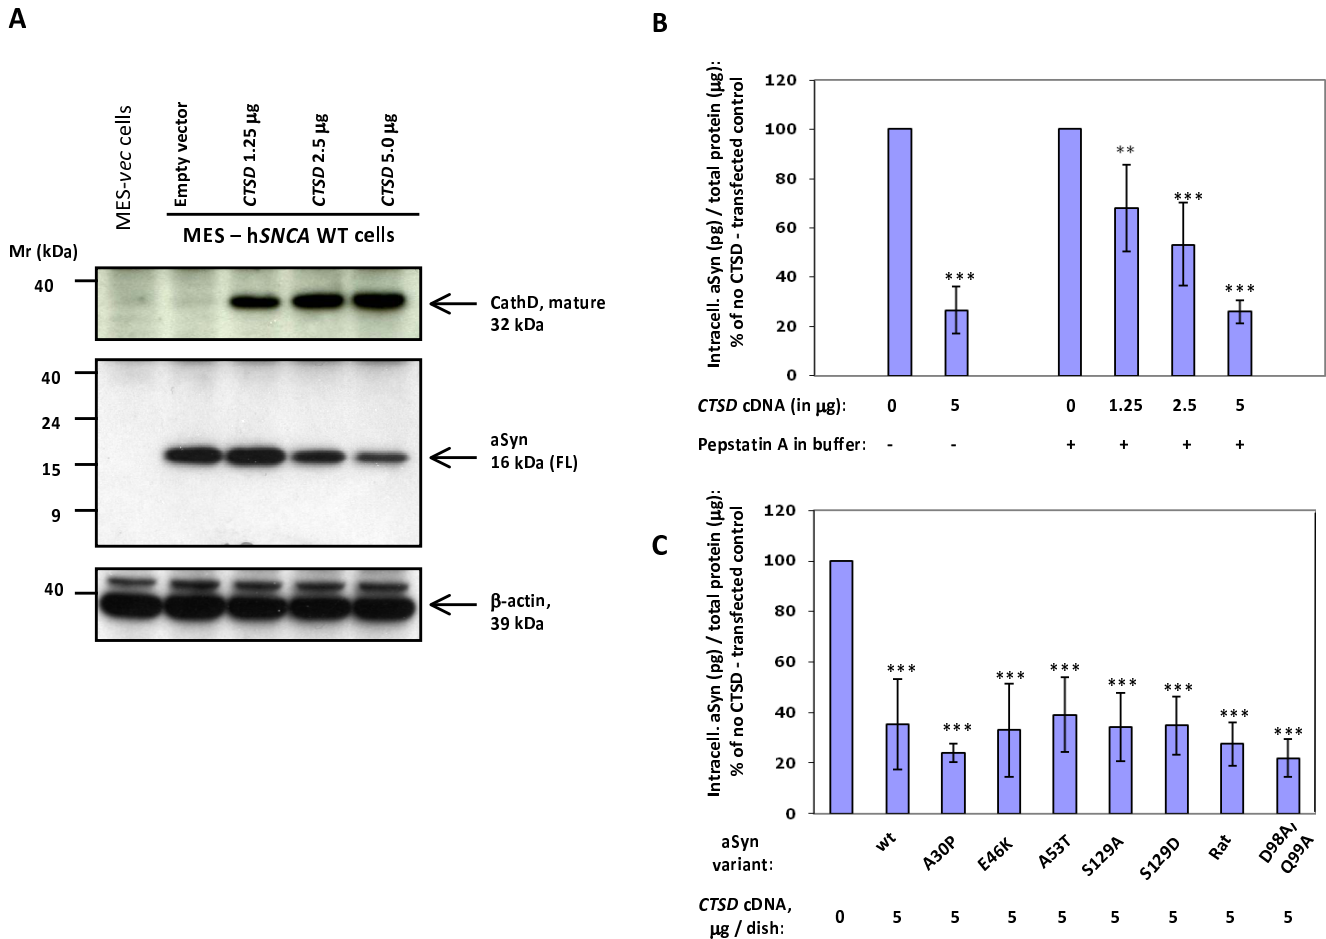 A
MES-vec cells
Empty vector
CTSD 1.25 µg
CTSD 2.5 µg
CTSD 5.0 µg
MES – hSNCA WT cells
Mr (kDa)
40
CathD, mature
32 kDa
40
24
15
9
aSyn
16 kDa (FL)
40
β-actin,
39 kDa
B
Intracell. aSyn (pg) / total protein (µg):
% of no CTSD - transfected control
120
100
80
60
40
20
0
***
**
***
***
CTSD cDNA (in µg): 0 5 0 1.25 2.5 5
Pepstatin A in buffer: - - + + + +
C
Intracell. aSyn (pg) / total protein (µg):
% of no CTSD - transfected control
120
100
80
60
40
20
0
***
***
***
***
***
***
***
***
aSyn
variant:
wt
A30P
E46K
A53T
S129A
S129D
Rat
D98A/
Q99A
CTSD cDNA,
µg / dish:
0 5 5 5 5 5 5 5 5